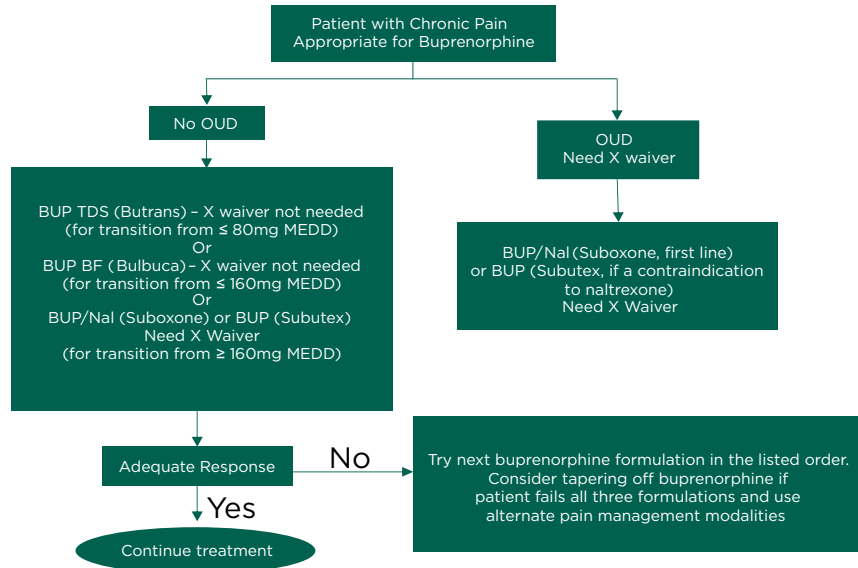 Patient with Chronic Pain
Appropriate for Buprenorphine
No OUD
OUD
Need X waiver
BUP TDS (Butrans) – X waiver not needed
(for transition from ≤ 80mg MEDD)
Or
BUP BF (Bulbuca) – X waiver not needed
(for transition from ≤ 160mg MEDD)
Or
BUP/Nal (Suboxone) or BUP (Subutex)
Need X Waiver
(for transition from ≥ 160mg MEDD)
BUP/Nal (Suboxone, first line)
or BUP (Subutex, if a contraindication
to naltrexone)
Need X Waiver
Adequate Response
No
Try next buprenorphine formulation in the listed order.
Consider tapering off buprenorphine if
patient fails all three formulations and use
alternate pain management modalities
Yes
Continue treatment